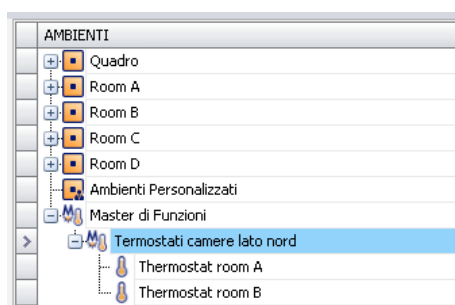 AMBIENTI
Quadro
Room A
Room B
Room C
Room D
Ambienti Personalizzati
Master di Funzioni
Termostati camere lato nord
Thermostat room A
Thermostat room B